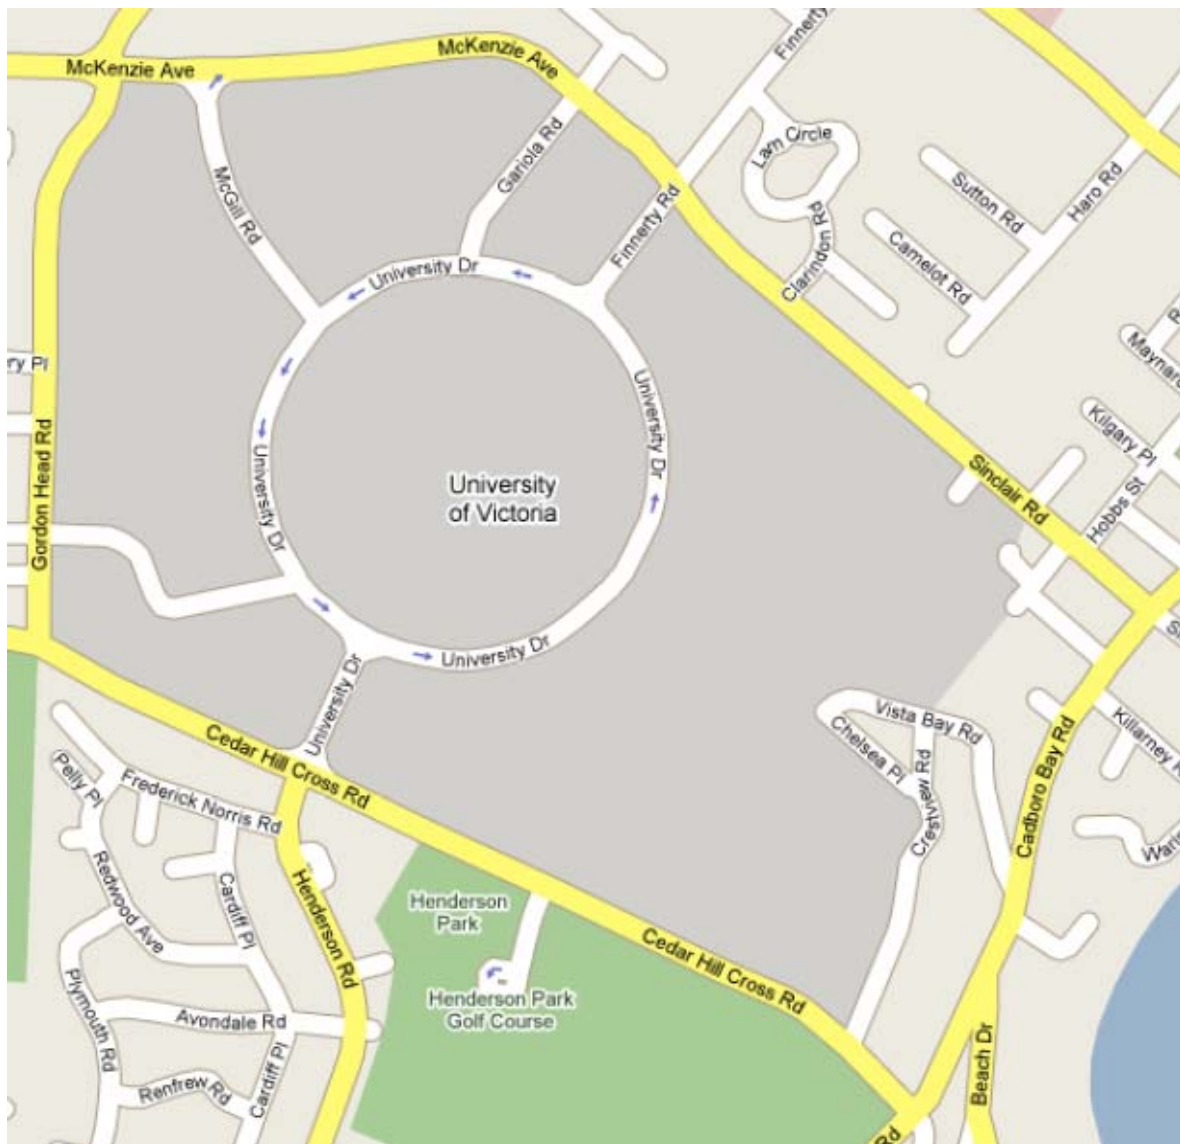 McKenzie Ave
McKenzie Ave
Finnerty
Gariola Rd
Lam Circle
McGill Rd
Finnerty Rd
Sutton Rd
Haro Rd
Clarindon Rd
Camelot Rd
University Dr
ry Pl
Maynard
University Dr
Kilgary Pl
Gordon Head Rd
University Dr
University
of Victoria
Sinclair Rd
Hobbs St
University Dr
University Dr
Vista Bay Rd
Chelsea Pl
Crestview Rd
Killarney
Cadboro Bay Rd
Cedar Hill Cross Rd
Pelly Pl
Frederick Norris Rd
Redwood Ave
Cardiff Pl
Henderson Rd
Henderson
Park
Cedar Hill Cross Rd
Henderson Park
Golf Course
Plymouth Rd
Avondale Rd
Renfrew Rd
Cardiff Pl
Beach Dr
Rd